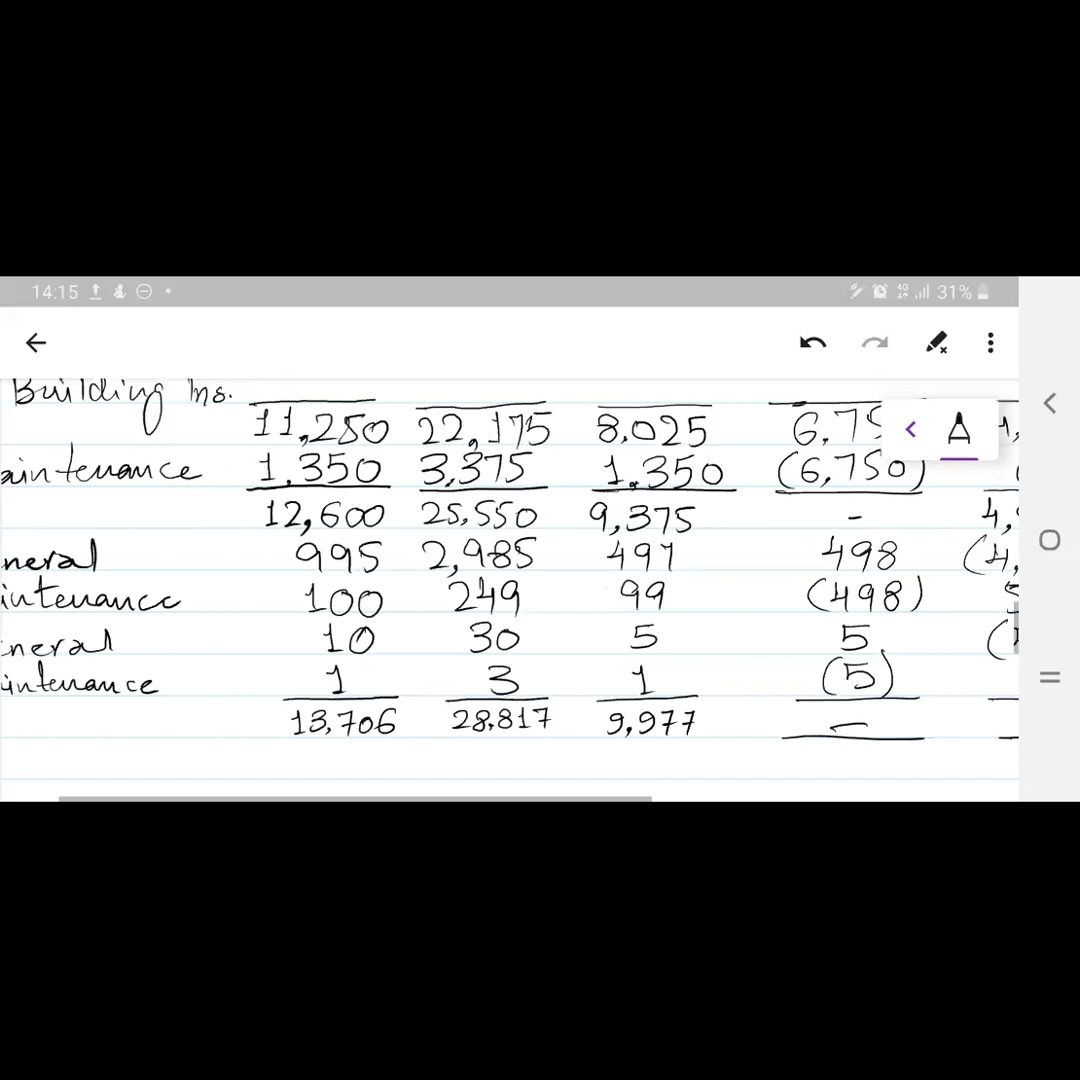 14:15 4G 31%
Building Ins.
11,250 22,175 8,025 6,75
aintenance 1,350 3,375 1,350 (6,750)
12,600 25,550 9,375 - 4,
neral 995 2,985 497 498 (4,
intenance 100 249 99 (498)
neral 10 30 5 5 (
intenance 1 3 1 (5)
13,706 28,817 9,977 -